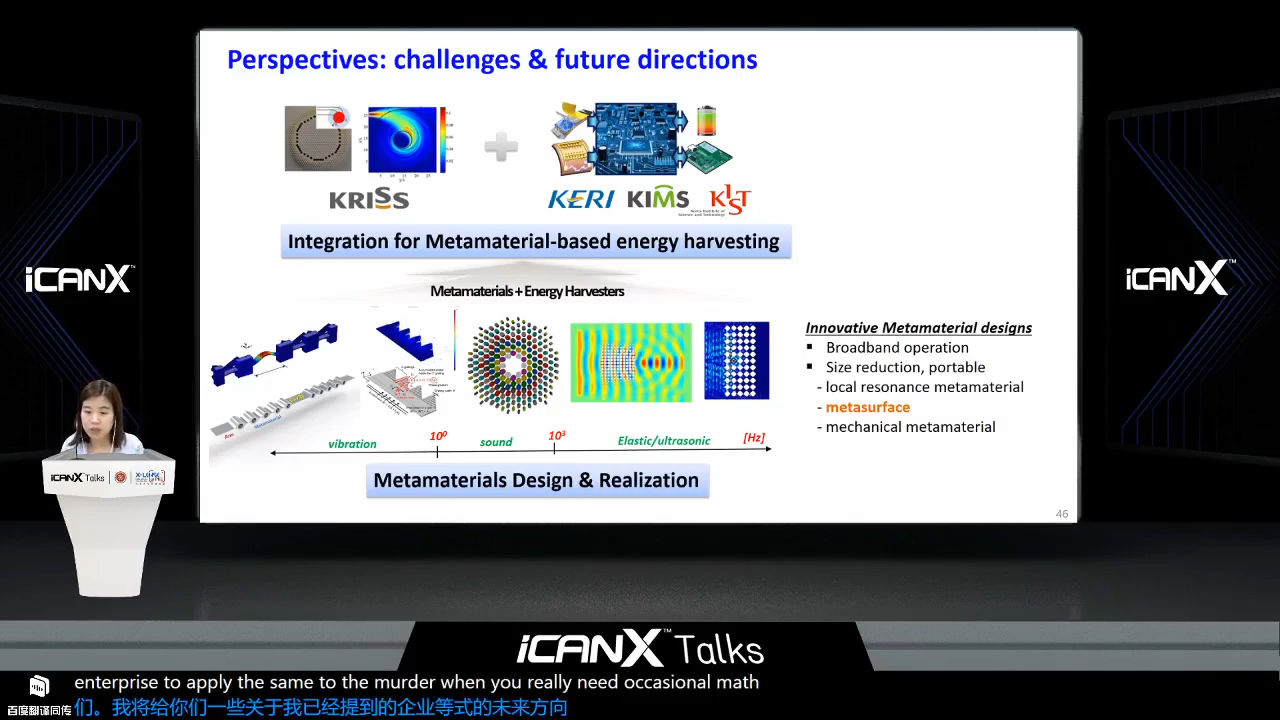 Perspectives: challenges & future directions
KRISS
KERI KIMS KIST
Integration for Metamaterial-based energy harvesting
Metamaterials + Energy Harvesters
Innovative Metamaterial designs
▪ Broadband operation
▪ Size reduction, portable
- local resonance metamaterial
- metasurface
- mechanical metamaterial
vibration 10⁰ sound 10³ Elastic/ultrasonic [Hz]
Metamaterials Design & Realization
46
iCANX™
iCANX™
iCANX Talks
iCANX™ Talks
enterprise to apply the same to the murder when you really need occasional math
百度翻译同传
们。我将给你们一些关于我已经提到的企业等式的未来方向